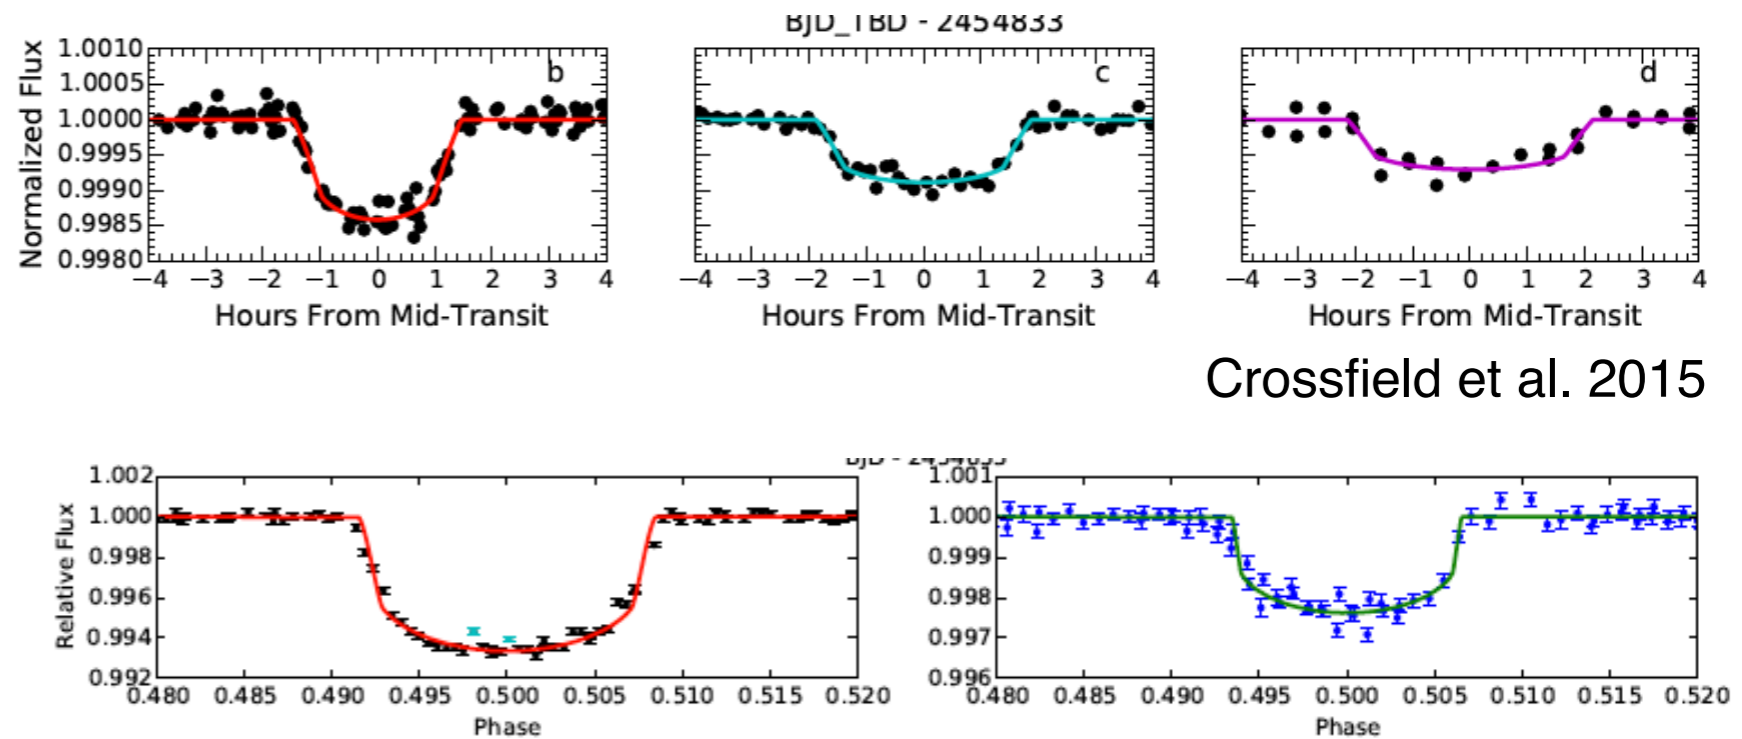 BJD_TBD - 2454833
Normalized Flux
1.0010
1.0005
1.0000
0.9995
0.9990
0.9985
0.9980
b
c
d
−4 −3 −2 −1 0 1 2 3 4
−4 −3 −2 −1 0 1 2 3 4
−4 −3 −2 −1 0 1 2 3 4
Hours From Mid-Transit
Hours From Mid-Transit
Hours From Mid-Transit
Crossfield et al. 2015
BJD - 2454833
Relative Flux
1.002
1.000
0.998
0.996
0.994
0.992
0.480 0.485 0.490 0.495 0.500 0.505 0.510 0.515 0.520
Phase
1.001
1.000
0.999
0.998
0.997
0.996
0.480 0.485 0.490 0.495 0.500 0.505 0.510 0.515 0.520
Phase